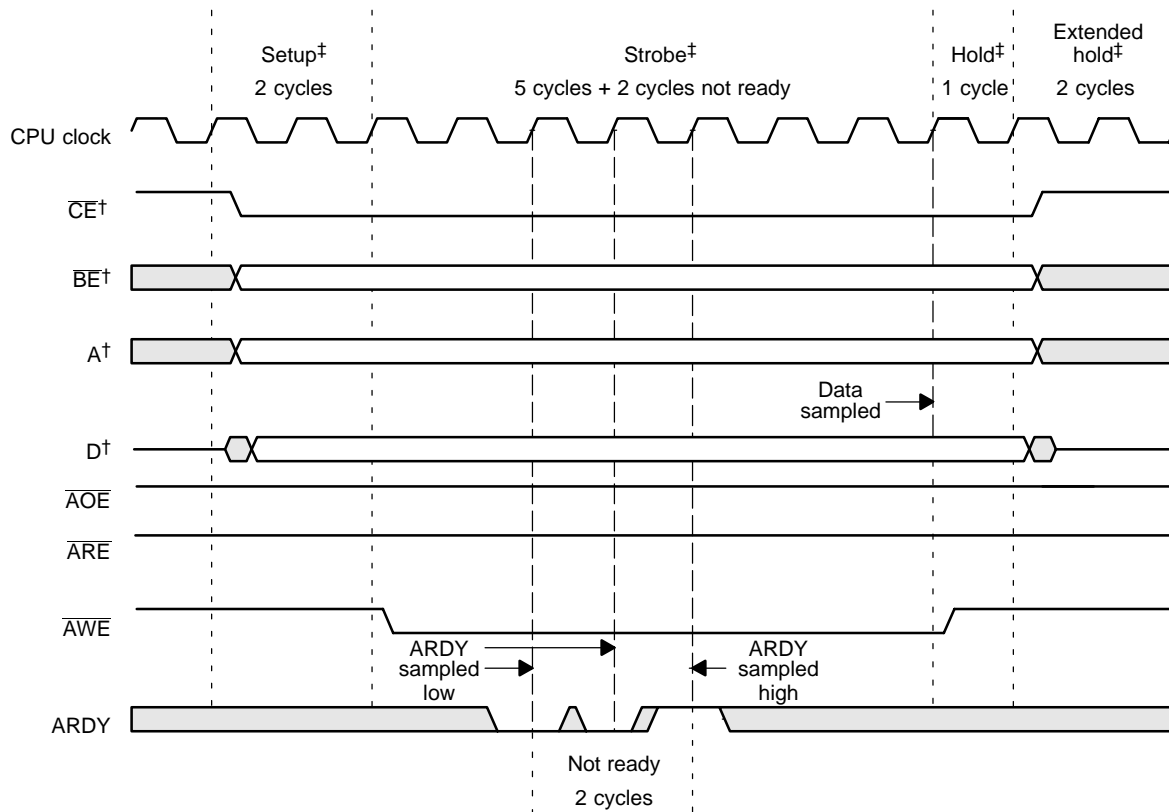 Setup‡
2 cycles
Strobe‡
5 cycles + 2 cycles not ready
Hold‡
1 cycle
Extended
hold‡
2 cycles
CPU clock
CE†
BE†
A†
Data
sampled
D†
AOE
ARE
AWE
ARDY
sampled
low
ARDY
sampled
high
ARDY
Not ready
2 cycles